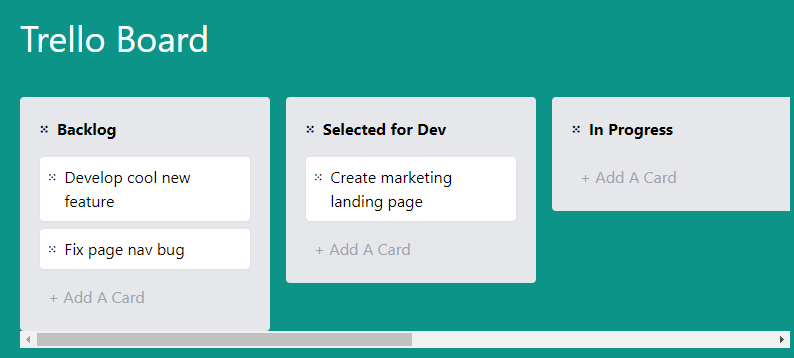 Trello Board
Backlog
Develop cool new
feature
Fix page nav bug
+ Add A Card
Selected for Dev
Create marketing
landing page
+ Add A Card
In Progress
+ Add A Card